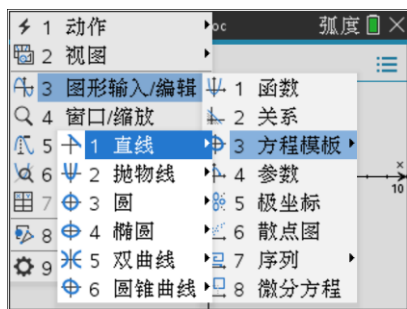 1 动作
oc 弧度
2 视图
3 图形输入/编辑
1 函数
4 窗口/缩放
2 关系
5
1 直线
3 方程模板
6
2 抛物线
4 参数
10
7
3 圆
5 极坐标
8
4 椭圆
6 散点图
9
5 双曲线
7 序列
6 圆锥曲线
8 微分方程
x